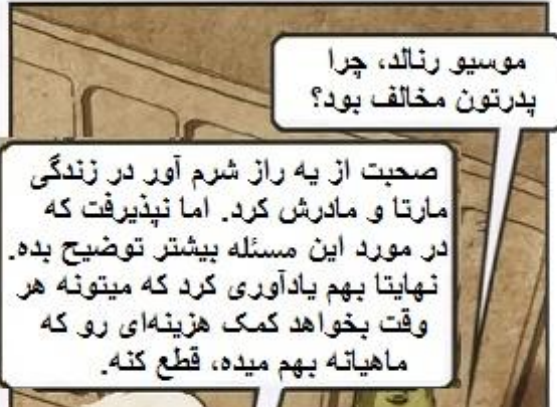 موسیو رنالد، چرا
پدرتون مخالف بود؟
صحبت از یه راز شرم آور در زندگی
مارتا و مادرش کرد. اما نپذیرفت که
در مورد این مسئله بیشتر توضیح بده.
نهایتا بهم یادآوری کرد که میتونه هر
وقت بخواهد کمک هزینه‌ای رو که
ماهیانه بهم میده، قطع کنه.